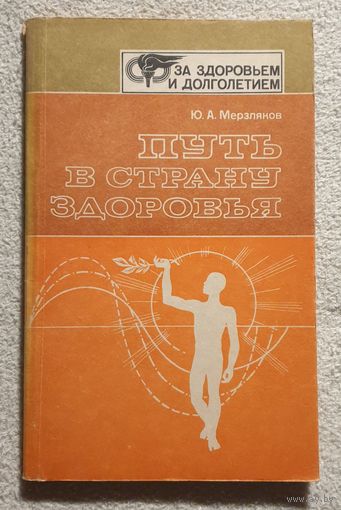 ЗА ЗДОРОВЬЕМ
И ДОЛГОЛЕТИЕМ
Ю. А. Мерзляков
ПУТЬ
В СТРАНУ
ЗДОРОВЬЯ